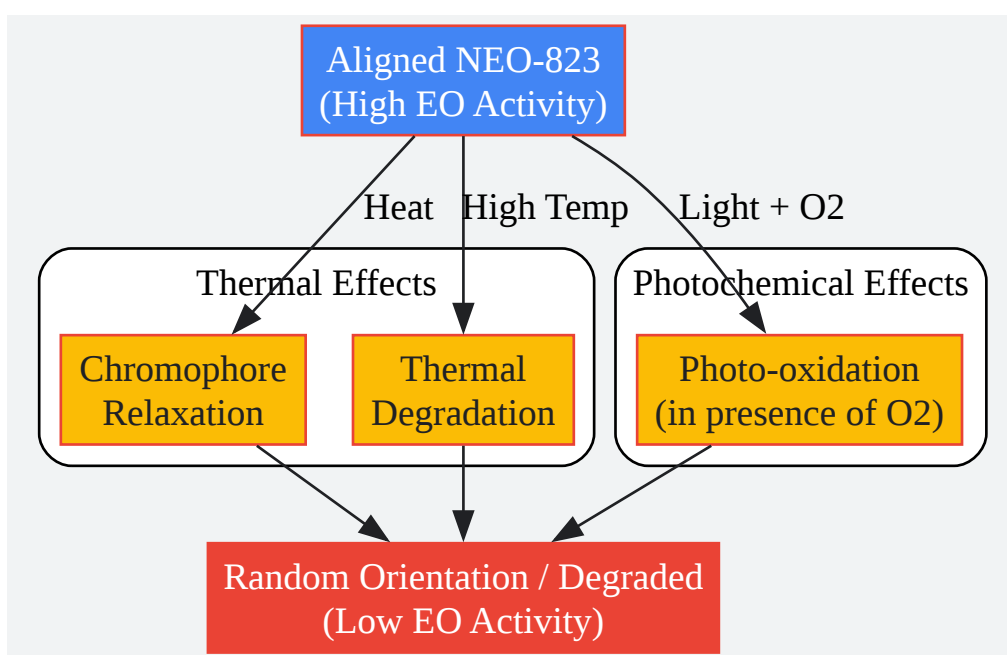 Aligned NEO-823
(High EO Activity)
Heat
High Temp
Light + O2
Thermal Effects
Photochemical Effects
Chromophore
Relaxation
Thermal
Degradation
Photo-oxidation
(in presence of O2)
Random Orientation / Degraded
(Low EO Activity)